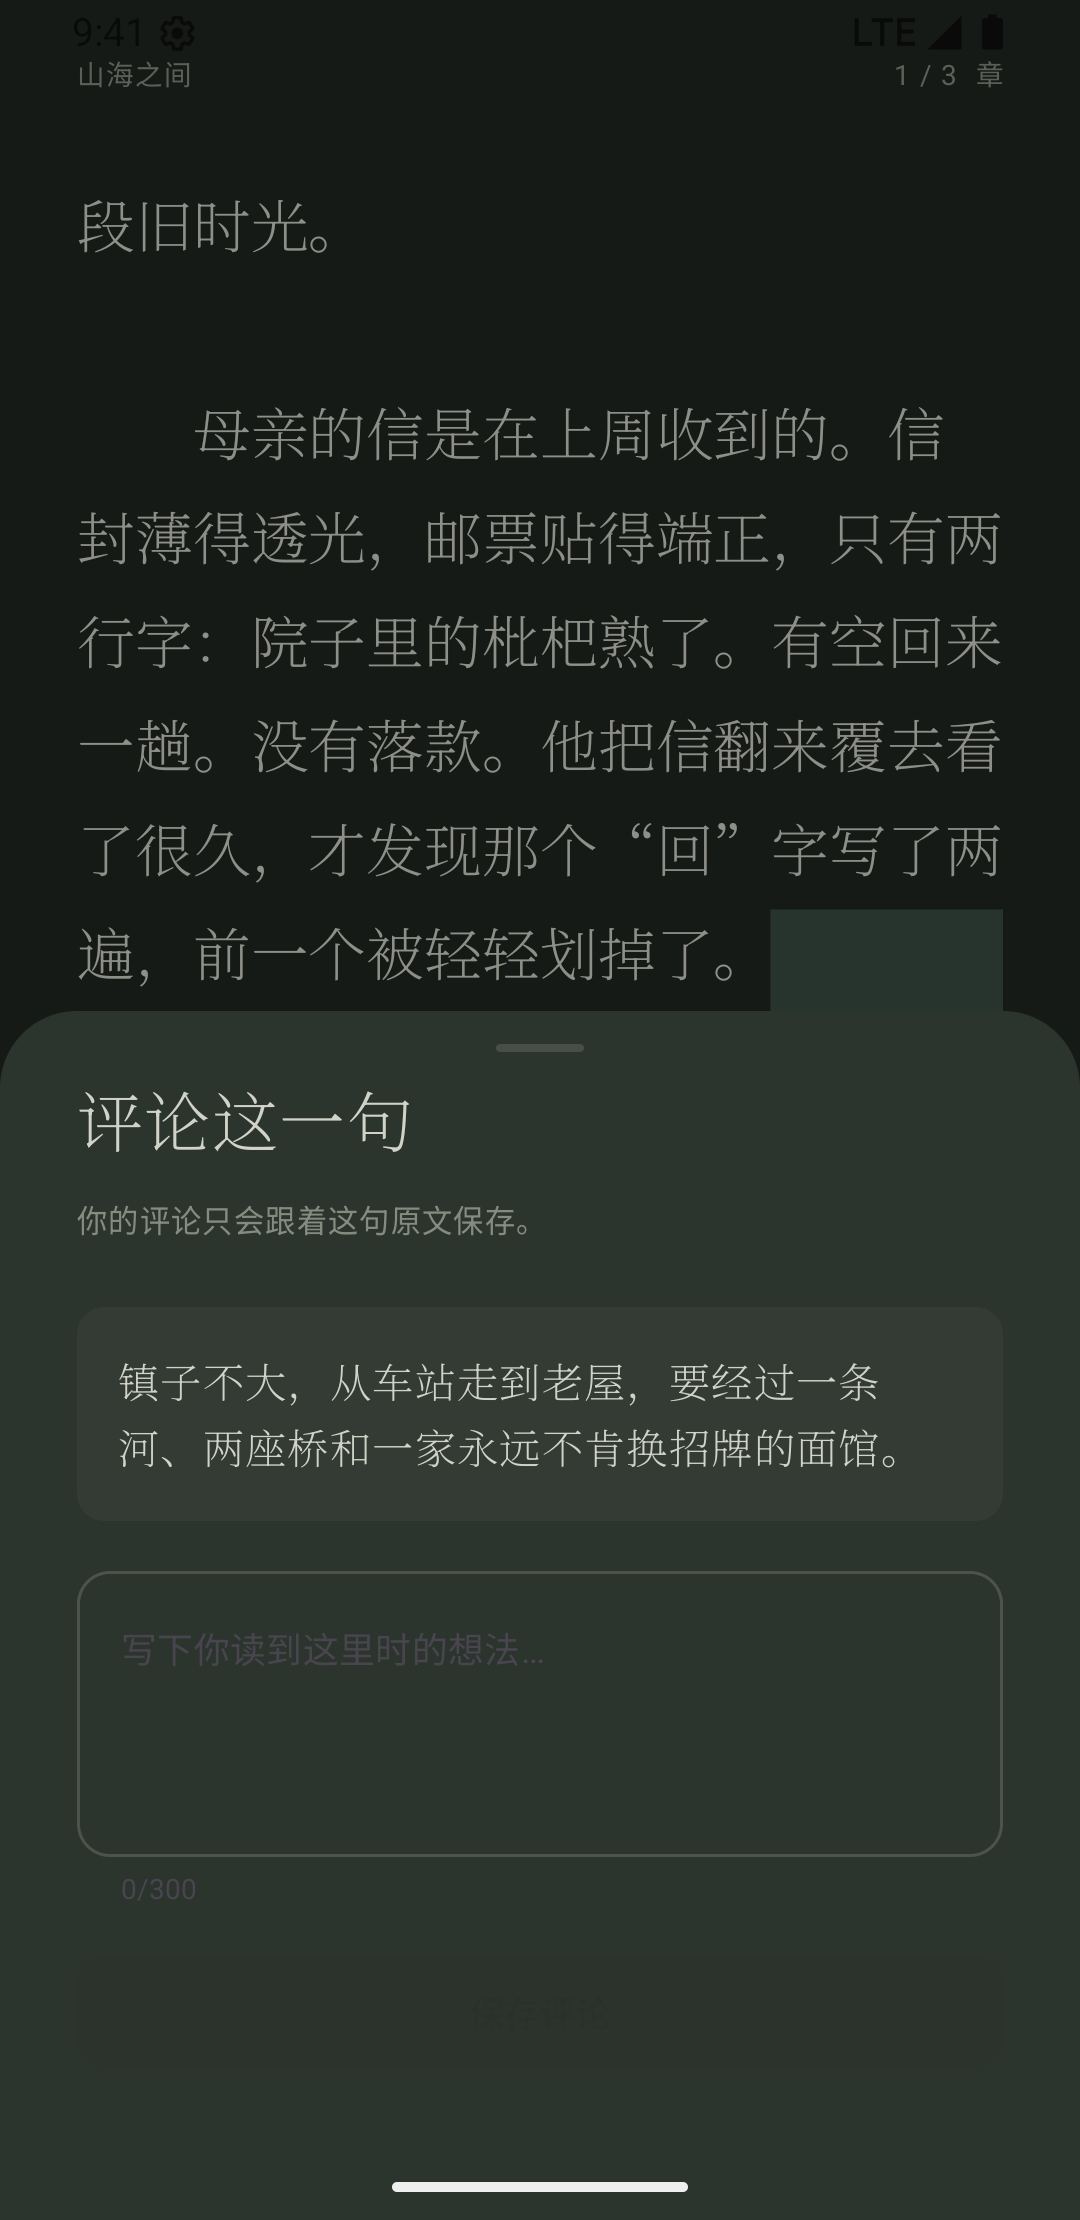 9:41 LTE
山海之间 1 / 3 章
段旧时光。
母亲的信是在上周收到的。信
封薄得透光，邮票贴得端正，只有两
行字：院子里的枇杷熟了。有空回来
一趟。没有落款。他把信翻来覆去看
了很久，才发现那个“回”字写了两
遍，前一个被轻轻划掉了。
评论这一句
你的评论只会跟着这句原文保存。
镇子不大，从车站走到老屋，要经过一条
河、两座桥和一家永远不肯换招牌的面馆。
写下你读到这里时的想法...
0/300
保存评论